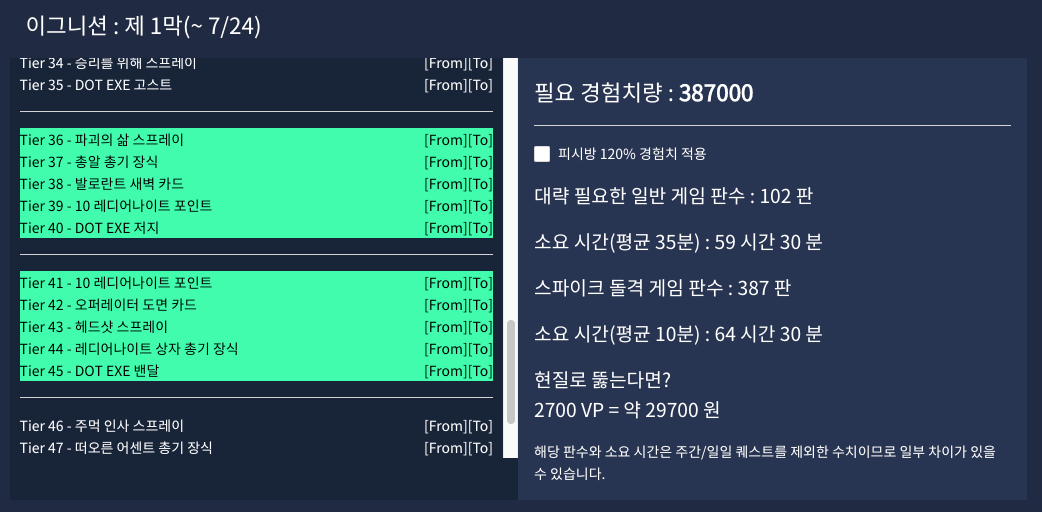 이그니션 : 제 1막(~ 7/24)
Tier 34 - 승리를 위해 스프레이 [From][To]
Tier 35 - DOT EXE 고스트 [From][To]
Tier 36 - 파괴의 삶 스프레이 [From][To]
Tier 37 - 총알 총기 장식 [From][To]
Tier 38 - 발로란트 새벽 카드 [From][To]
Tier 39 - 10 레디어나이트 포인트 [From][To]
Tier 40 - DOT EXE 저지 [From][To]
Tier 41 - 10 레디어나이트 포인트 [From][To]
Tier 42 - 오퍼레이터 도면 카드 [From][To]
Tier 43 - 헤드샷 스프레이 [From][To]
Tier 44 - 레디어나이트 상자 총기 장식 [From][To]
Tier 45 - DOT EXE 밴달 [From][To]
Tier 46 - 주먹 인사 스프레이 [From][To]
Tier 47 - 떠오른 어센트 총기 장식 [From][To]
필요 경험치량 : 387000
피시방 120% 경험치 적용
대략 필요한 일반 게임 판수 : 102 판
소요 시간(평균 35분) : 59 시간 30 분
스파이크 돌격 게임 판수 : 387 판
소요 시간(평균 10분) : 64 시간 30 분
현질로 뚫는다면?
2700 VP = 약 29700 원
해당 판수와 소요 시간은 주간/일일 퀘스트를 제외한 수치이므로 일부 차이가 있을
수 있습니다.